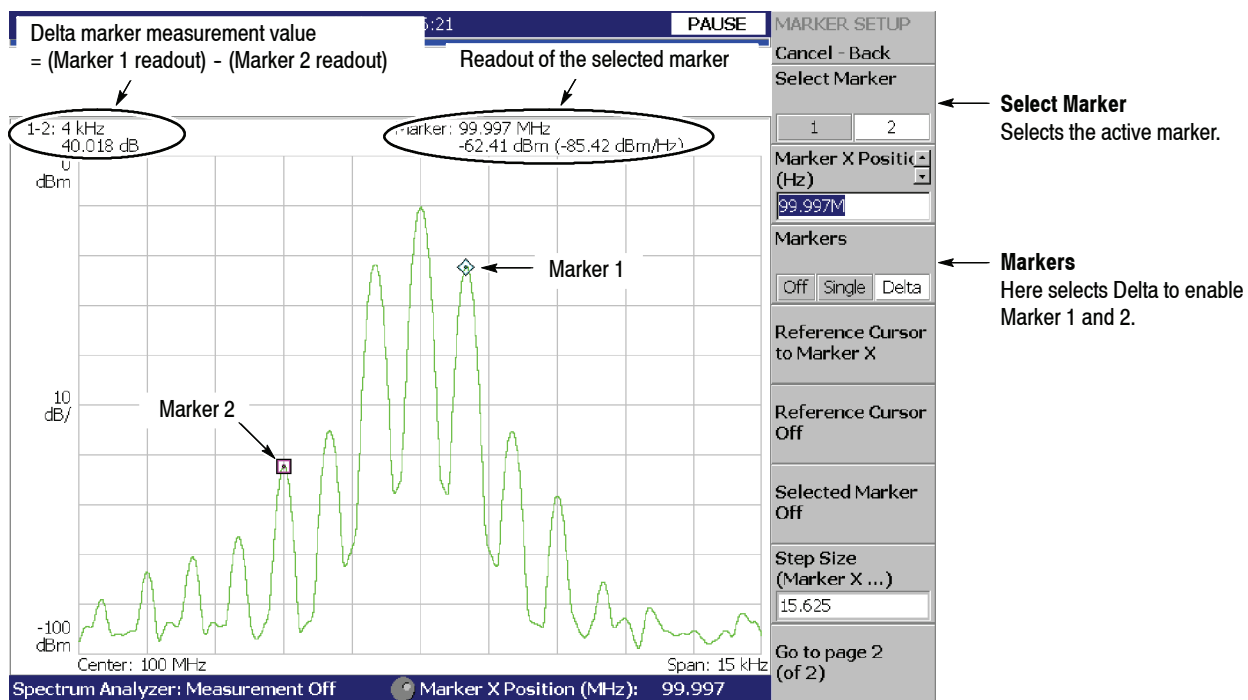 Delta marker measurement value
= (Marker 1 readout) - (Marker 2 readout)
5:21
PAUSE
Readout of the selected marker
1-2: 4 kHz
40.018 dB
Marker: 99.997 MHz
-62.41 dBm (-85.42 dBm/Hz)
0
dBm
10
dB/
-100
dBm
Marker 1
Marker 2
Center: 100 MHz
Span: 15 kHz
Spectrum Analyzer: Measurement Off
Marker X Position (MHz): 99.997
MARKER SETUP
Cancel - Back
Select Marker
1 2
Marker X Positic
(Hz)
99.997M
Markers
Off Single Delta
Reference Cursor
to Marker X
Reference Cursor
Off
Selected Marker
Off
Step Size
(Marker X ...)
15.625
Go to page 2
(of 2)
Select Marker
Selects the active marker.
Markers
Here selects Delta to enable
Marker 1 and 2.